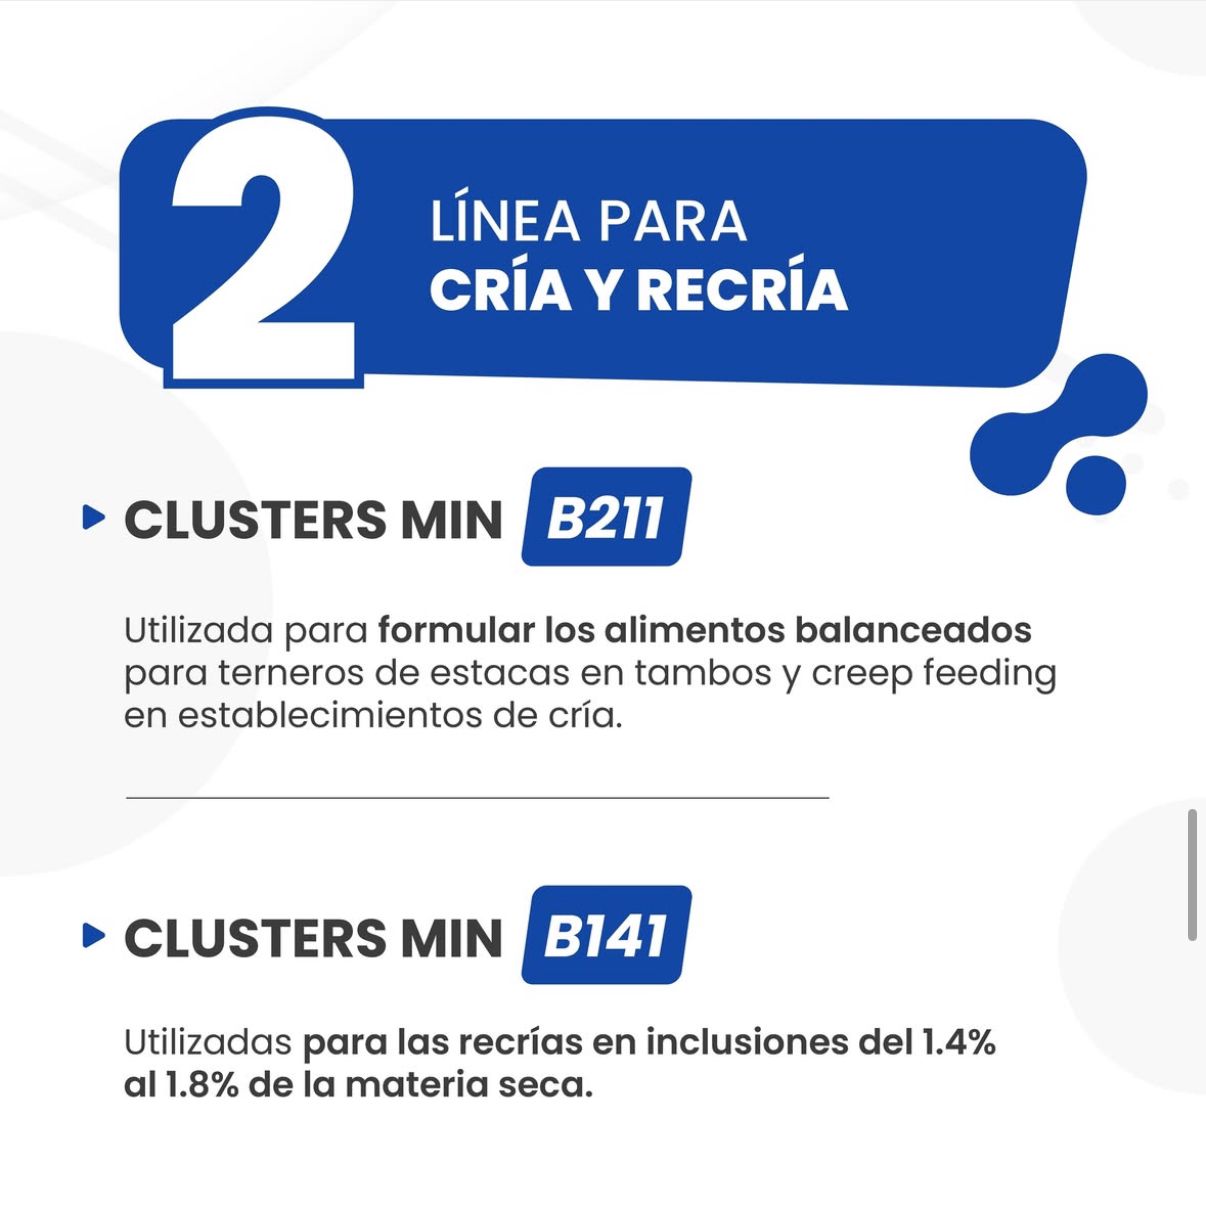 2
LÍNEA PARA
CRÍA Y RECRÍA
CLUSTERS MIN B211
Utilizada para formular los alimentos balanceados
para terneros de estacas en tambos y creep feeding
en establecimientos de cría.
CLUSTERS MIN B141
Utilizadas para las recrías en inclusiones del 1.4%
al 1.8% de la materia seca.